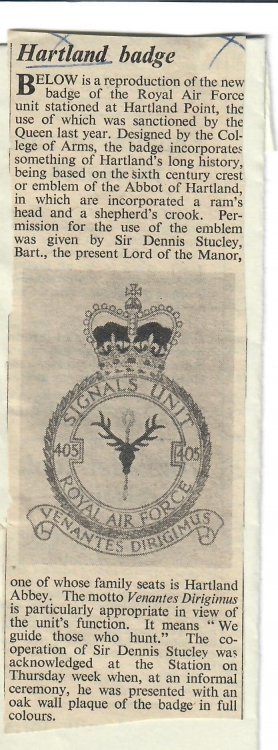 Hartland badge
BELOW is a reproduction of the new
badge of the Royal Air Force
unit stationed at Hartland Point, the
use of which was sanctioned by the
Queen last year. Designed by the Col-
lege of Arms, the badge incorporates
something of Hartland's long history,
being based on the sixth century crest
or emblem of the Abbot of Hartland,
in which are incorporated a ram's
head and a shepherd's crook. Per-
mission for the use of the emblem
was given by Sir Dennis Stucley,
Bart., the present Lord of the Manor,
SIGNALS UNIT
405
405
ROYAL AIR FORCE
VENANTES DIRIGIMUS
one of whose family seats is Hartland
Abbey. The motto Venantes Dirigimus
is particularly appropriate in view of
the unit's function. It means "We
guide those who hunt." The co-
operation of Sir Dennis Stucley was
acknowledged at the Station on
Thursday week when, at an informal
ceremony, he was presented with an
oak wall plaque of the badge in full
colours.